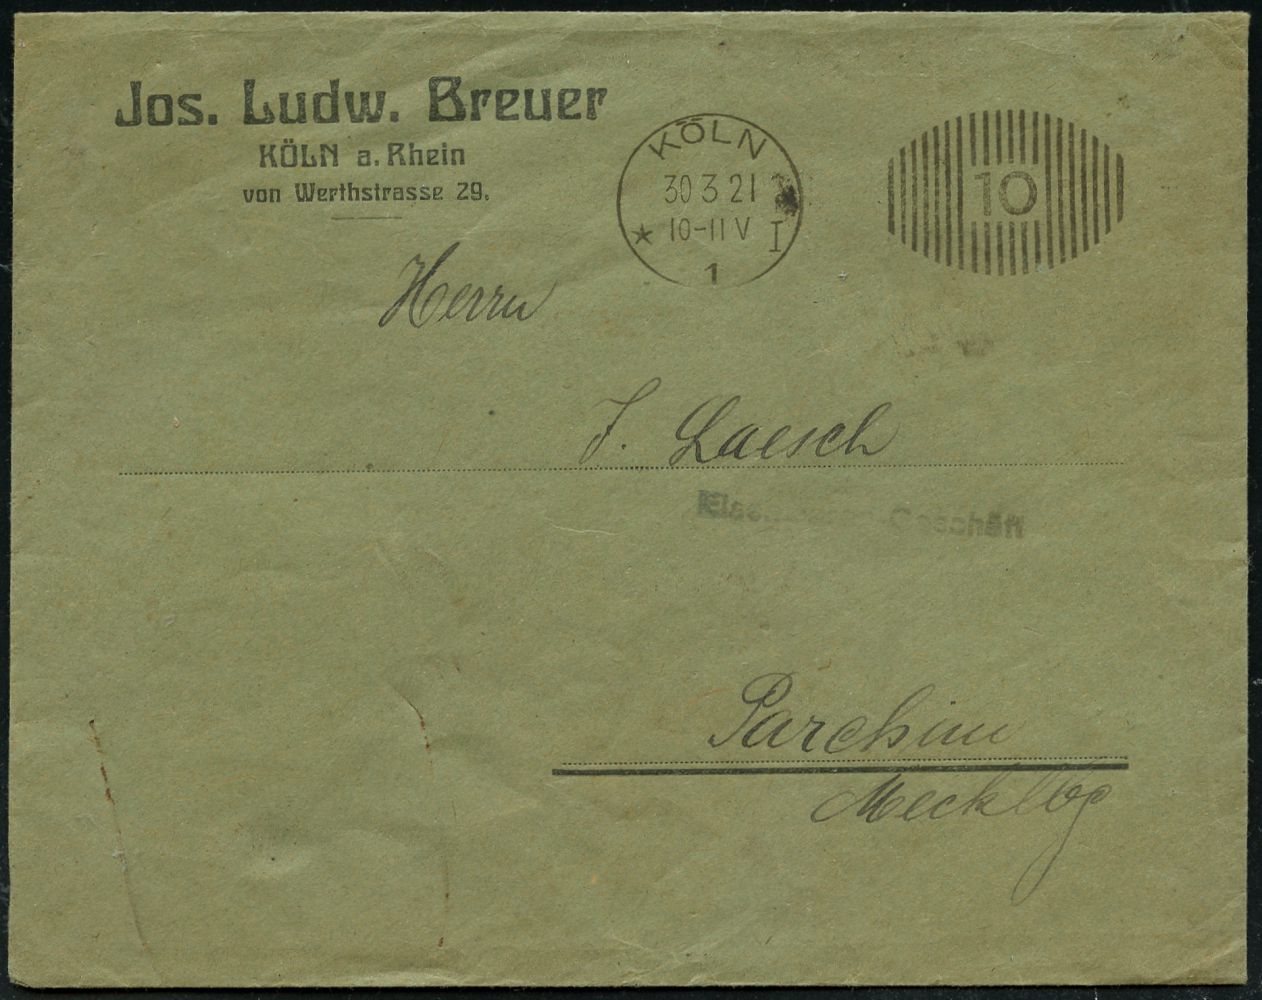 Jos. Ludw. Breuer
KÖLN a. Rhein
von Werthstrasse 29.
KÖLN
30 3 21
10-11 V I
* 1
10
Herrn
J. Laesch
Geschäft
Parchim
Mecklbg